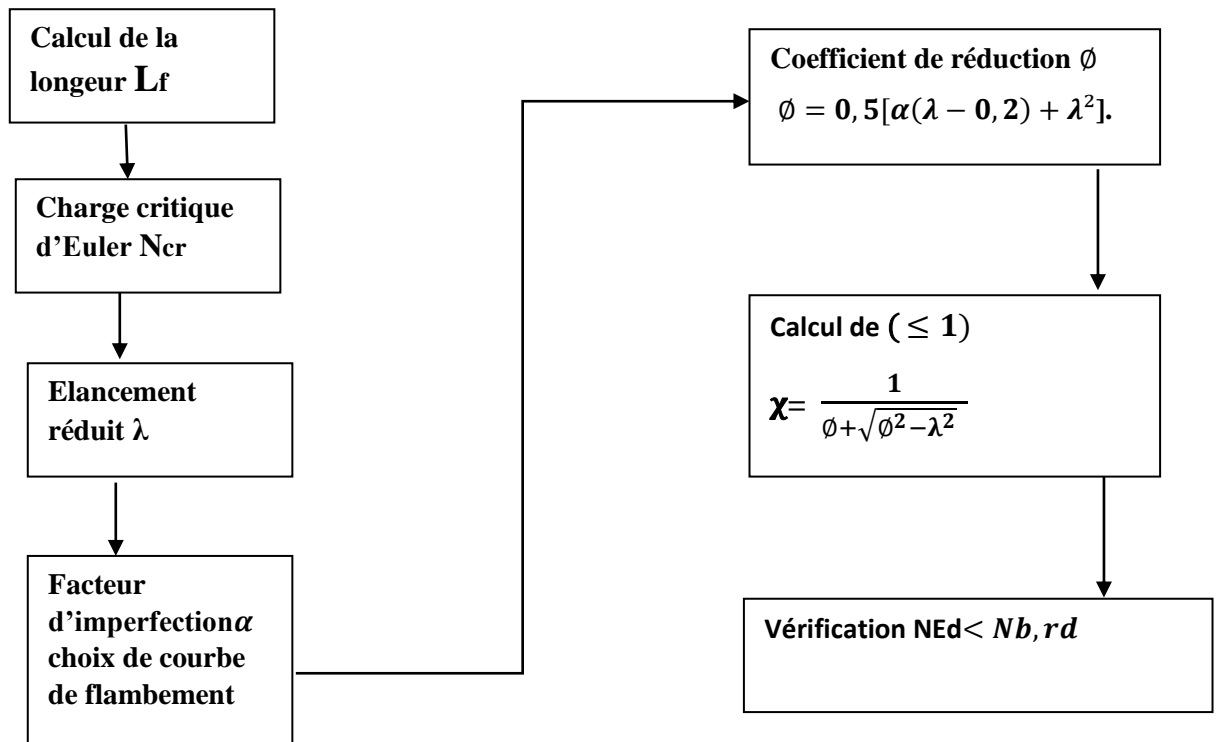 Calcul de la
longeur Lf
Charge critique
d’Euler Ncr
Elancement
réduit λ
Facteur
d’imperfectionα
choix de courbe
de flambement
Coefficient de réduction ∅
∅ = 0, 5[α(λ − 0, 2) + λ²].
Calcul de ( ≤ 1)
χ= 1 / ∅+√∅²−λ²
Vérification NEd< Nb, rd